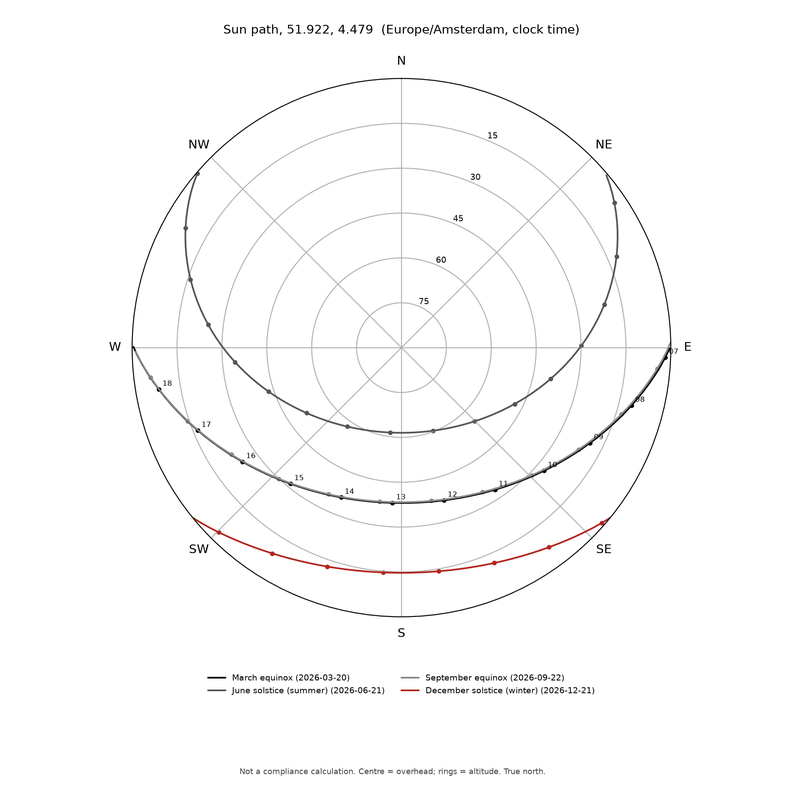 Sun path, 51.922, 4.479 (Europe/Amsterdam, clock time)
N
NW
NE
15
30
45
60
75
W
E
07
18
08
17
09
16
10
15
11
14
12
13
SW
SE
S
March equinox (2026-03-20)
September equinox (2026-09-22)
June solstice (summer) (2026-06-21)
December solstice (winter) (2026-12-21)
Not a compliance calculation. Centre = overhead; rings = altitude. True north.